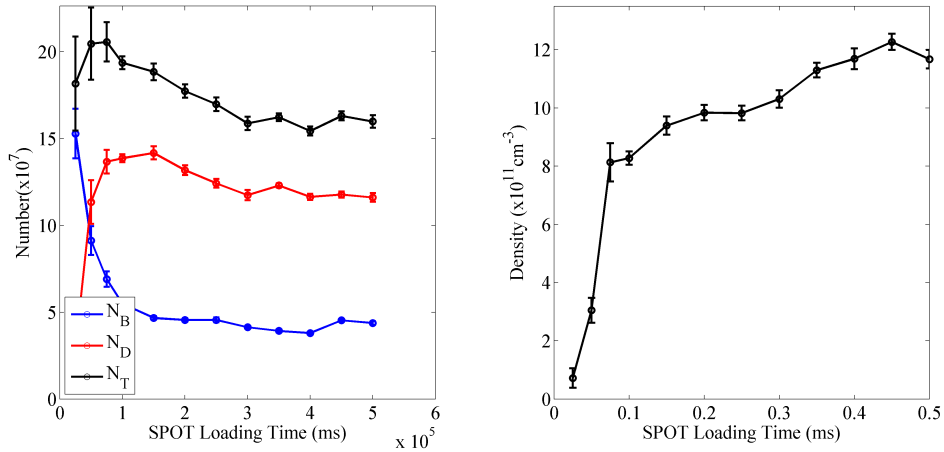 20
15
10
5
0
Number(x10^7)
N_B
N_D
N_T
0 1 2 3 4 5 6
SPOT Loading Time (ms)
x 10^5
12
10
8
6
4
2
0
Density (x10^11 cm^-3)
0 0.1 0.2 0.3 0.4 0.5
SPOT Loading Time (ms)